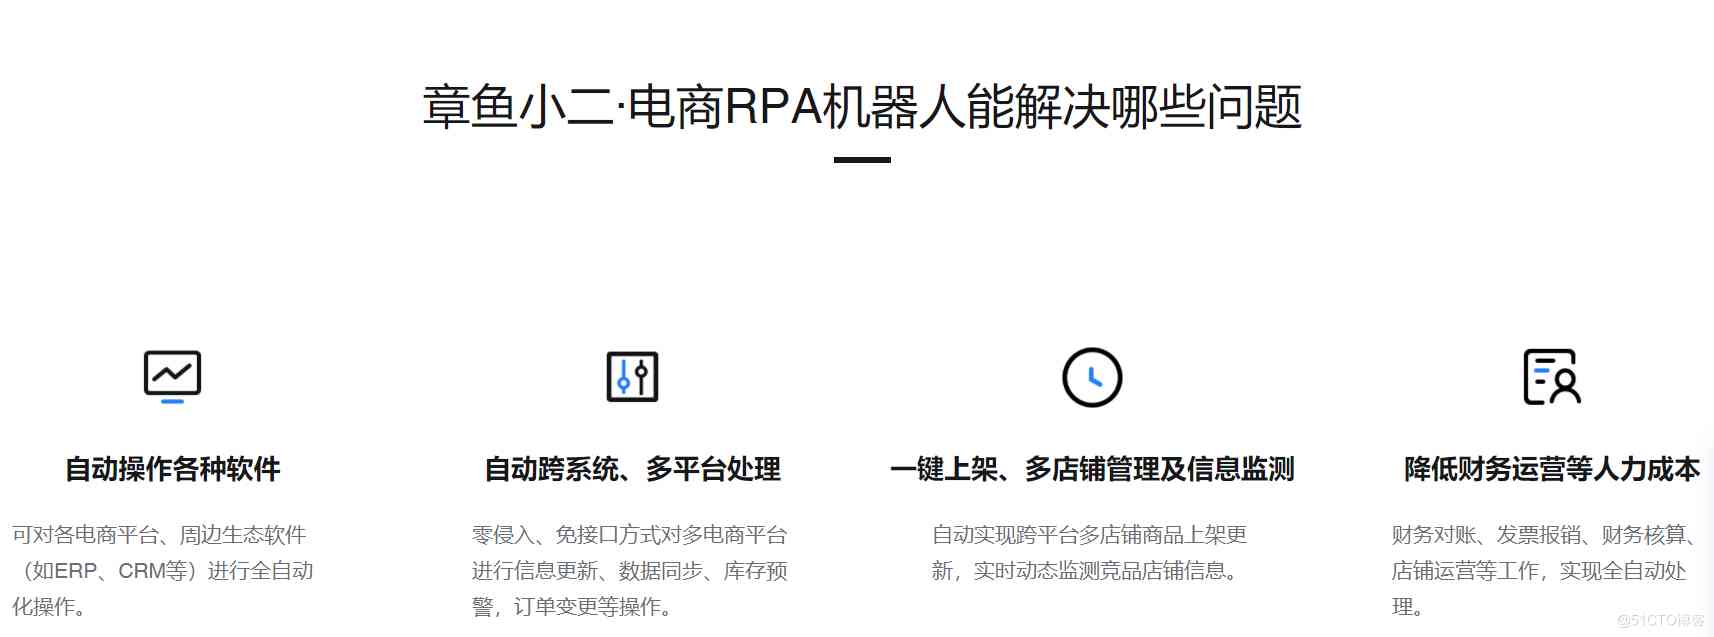 章鱼小二·电商RPA机器人能解决哪些问题
自动操作各种软件
可对各电商平台、周边生态软件
（如ERP、CRM等）进行全自动
化操作。
自动跨系统、多平台处理
零侵入、免接口方式对多电商平台
进行信息更新、数据同步、库存预
警，订单变更等操作。
一键上架、多店铺管理及信息监测
自动实现跨平台多店铺商品上架更
新，实时动态监测竞品店铺信息。
降低财务运营等人力成本
财务对账、发票报销、财务核算、
店铺运营等工作，实现全自动处
理。
@51CTO博客